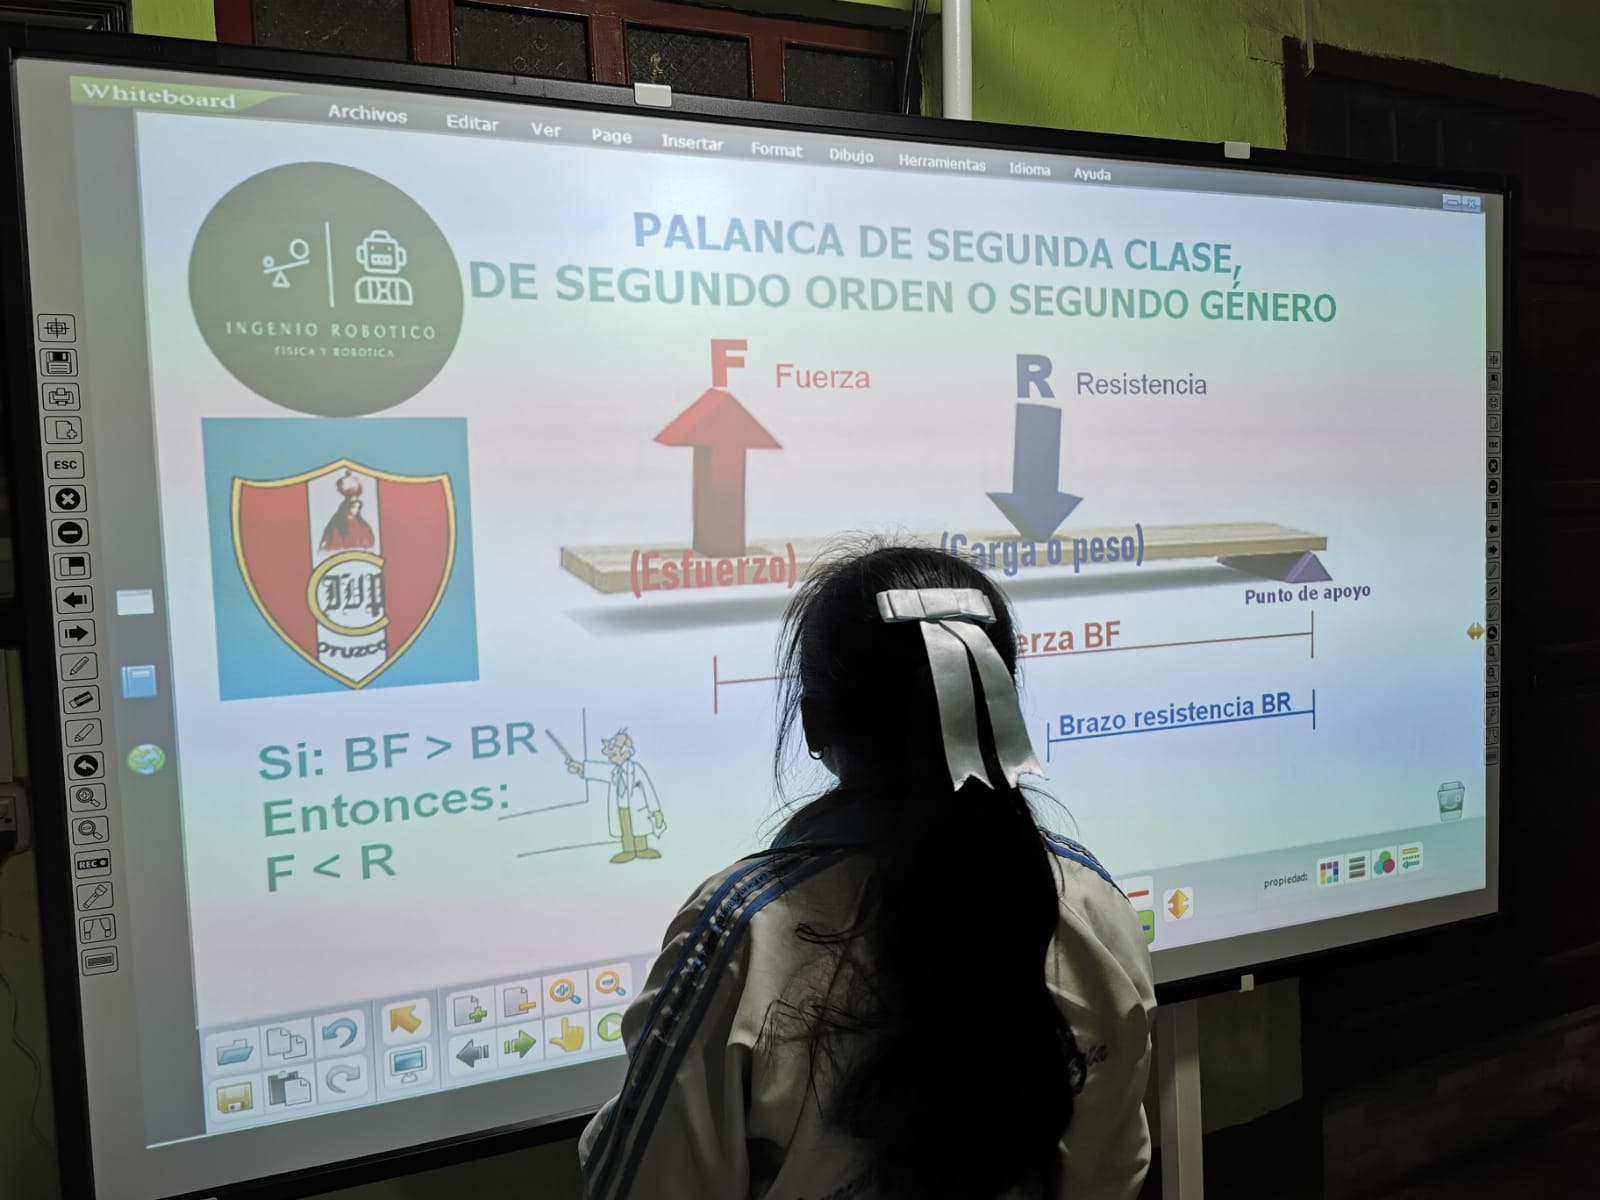 Whiteboard
Archivos Editar Ver Page Insertar Format Dibujo Herramientas Idioma Ayuda
PALANCA DE SEGUNDA CLASE,
DE SEGUNDO ORDEN O SEGUNDO GÉNERO
INGENIO ROBOTICO
FISICA Y ROBOTICA
F Fuerza
R Resistencia
(Esfuerzo)
(Carga o peso)
Punto de apoyo
erza BF
Brazo resistencia BR
Si: BF > BR
Entonces:
F < R
propiedad:
ESC
REC